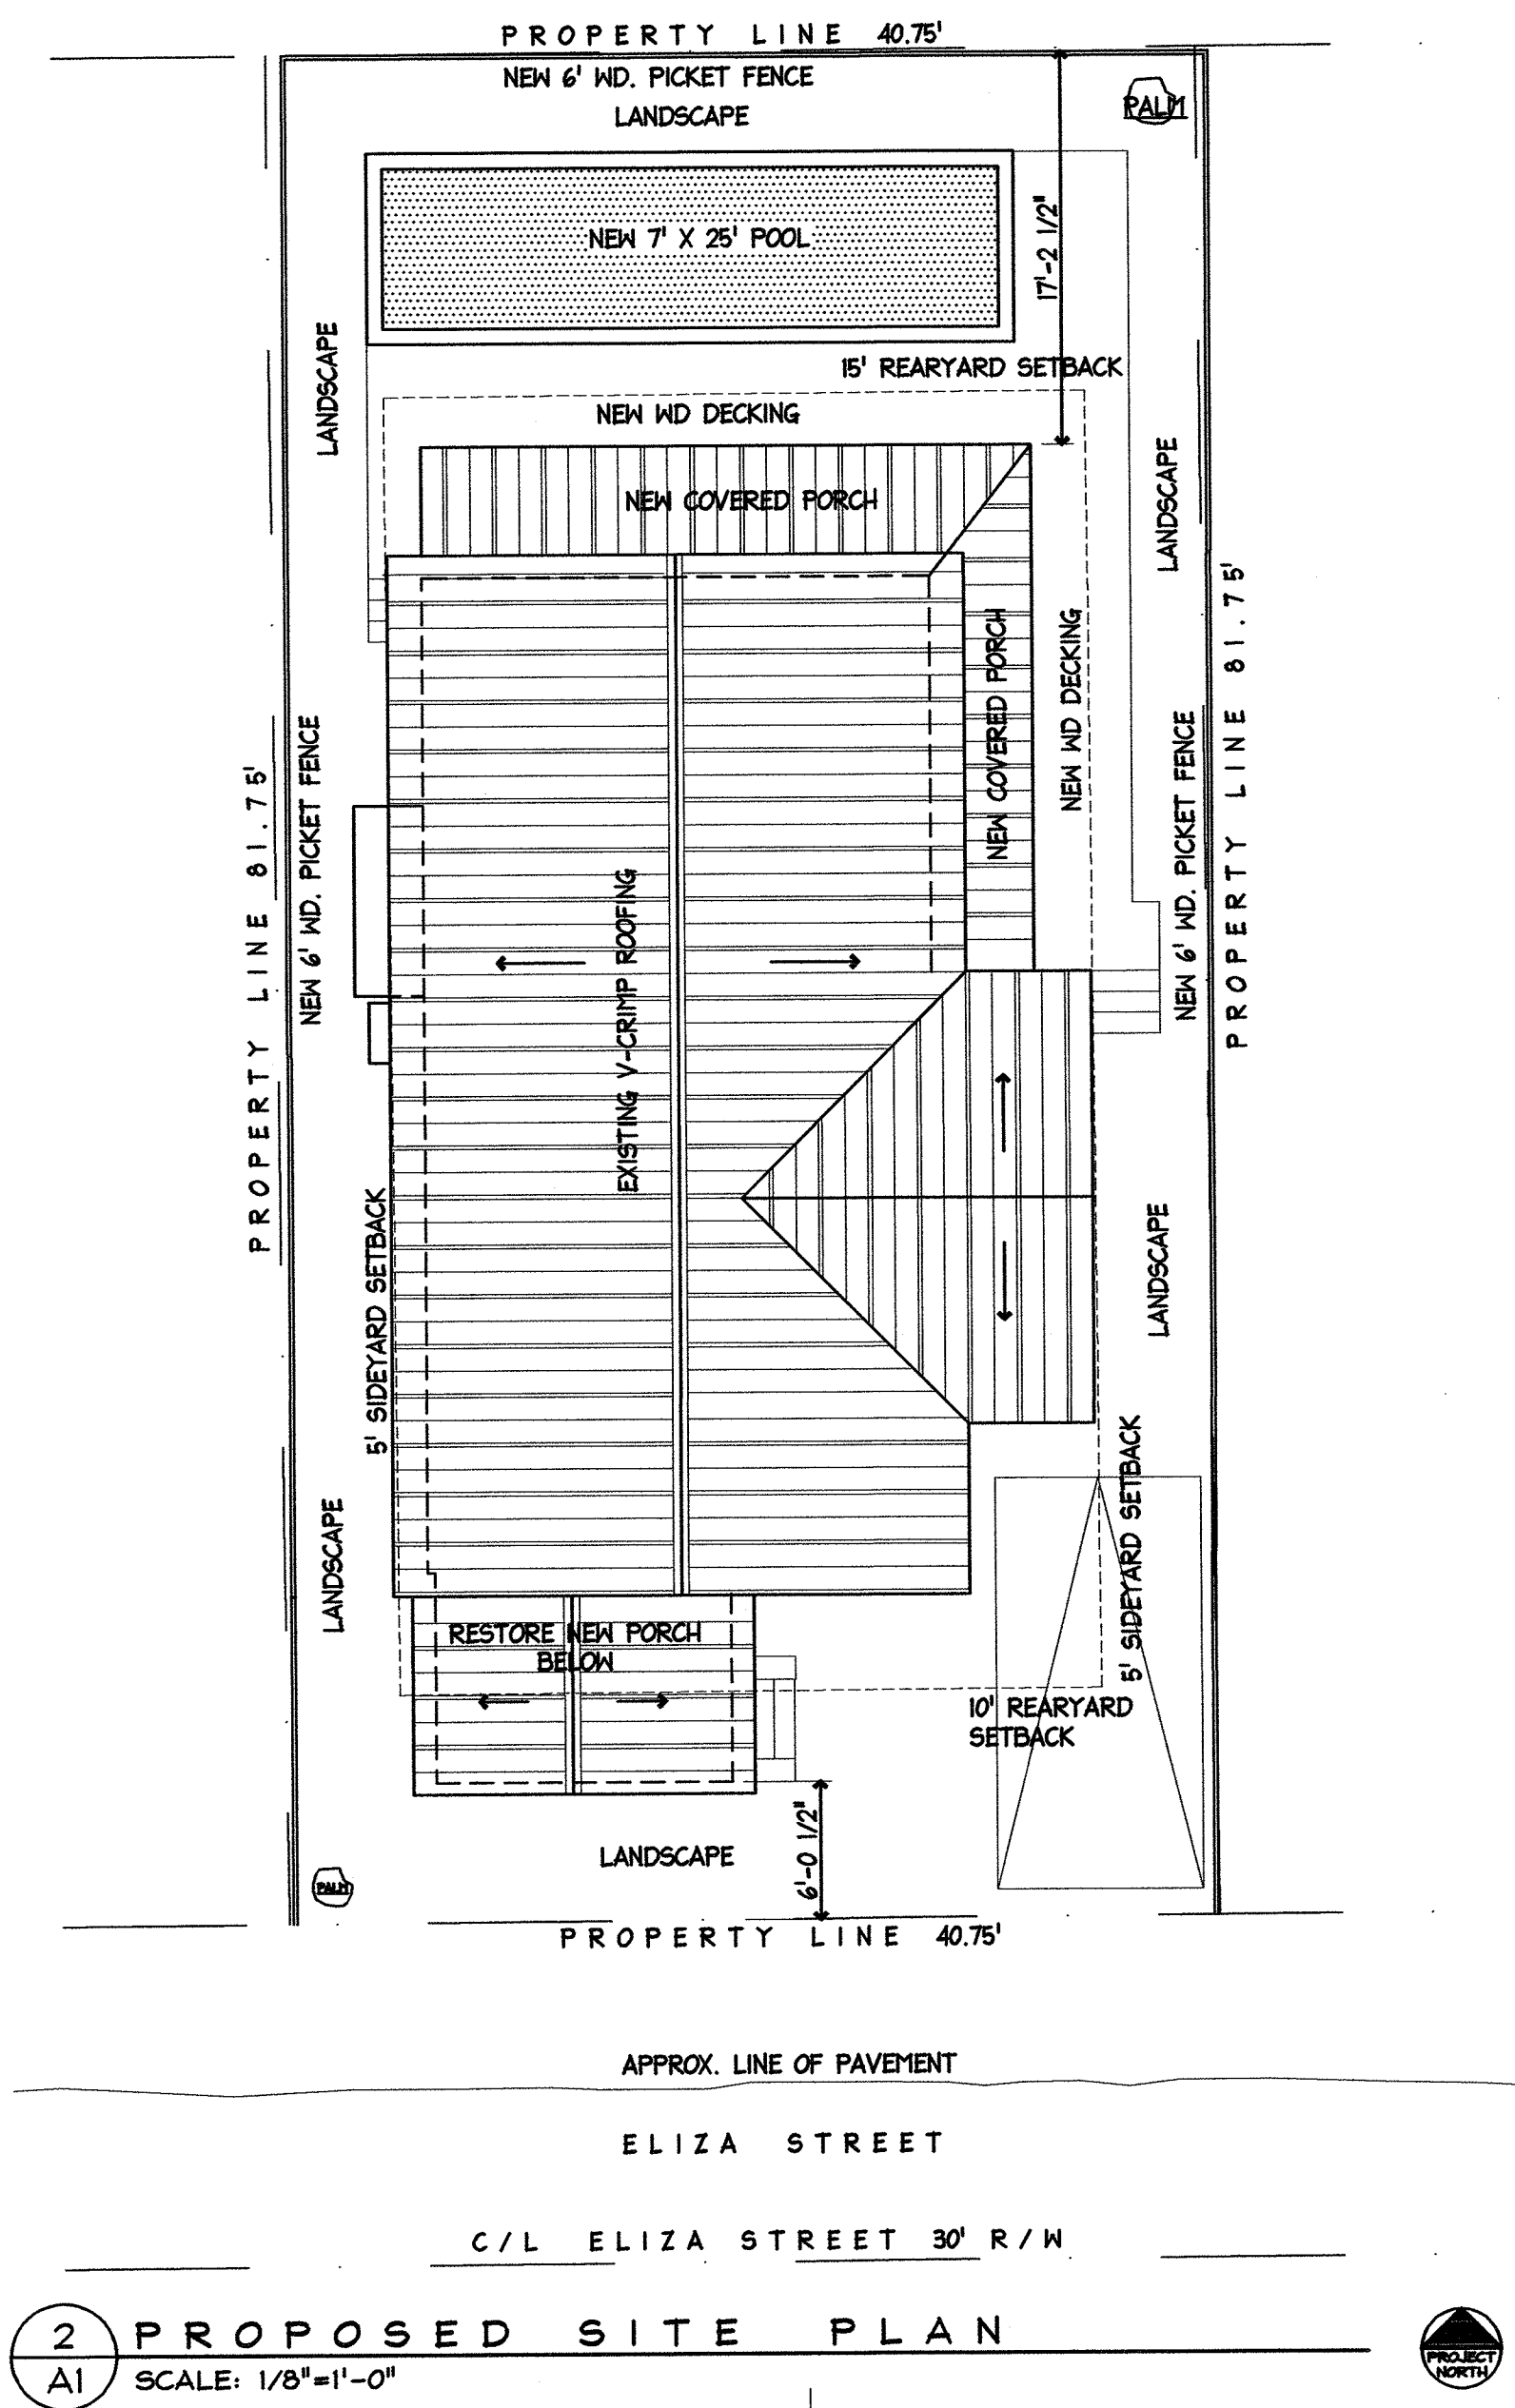 PROPERTY LINE 40.75'
NEW 6' WD. PICKET FENCE
LANDSCAPE
PALM
NEW 7' X 25' POOL
17'-2 1/2"
LANDSCAPE
15' REARYARD SETBACK
NEW WD DECKING
NEW COVERED PORCH
LANDSCAPE
NEW COVERED PORCH
NEW WD DECKING
PROPERTY LINE 81.75'
NEW 6' WD. PICKET FENCE
NEW 6' WD. PICKET FENCE
PROPERTY LINE 81.75'
EXISTING V-CRIMP ROOFING
5' SIDEYARD SETBACK
LANDSCAPE
5' SIDEYARD SETBACK
LANDSCAPE
RESTORE NEW PORCH
BELOW
10' REARYARD
SETBACK
6'-0 1/2"
LANDSCAPE
PALM
PROPERTY LINE 40.75'
APPROX. LINE OF PAVEMENT
ELIZA STREET
C/L ELIZA STREET 30' R/W
2
A1
PROPOSED SITE PLAN
SCALE: 1/8"=1'-0"
PROJECT
NORTH